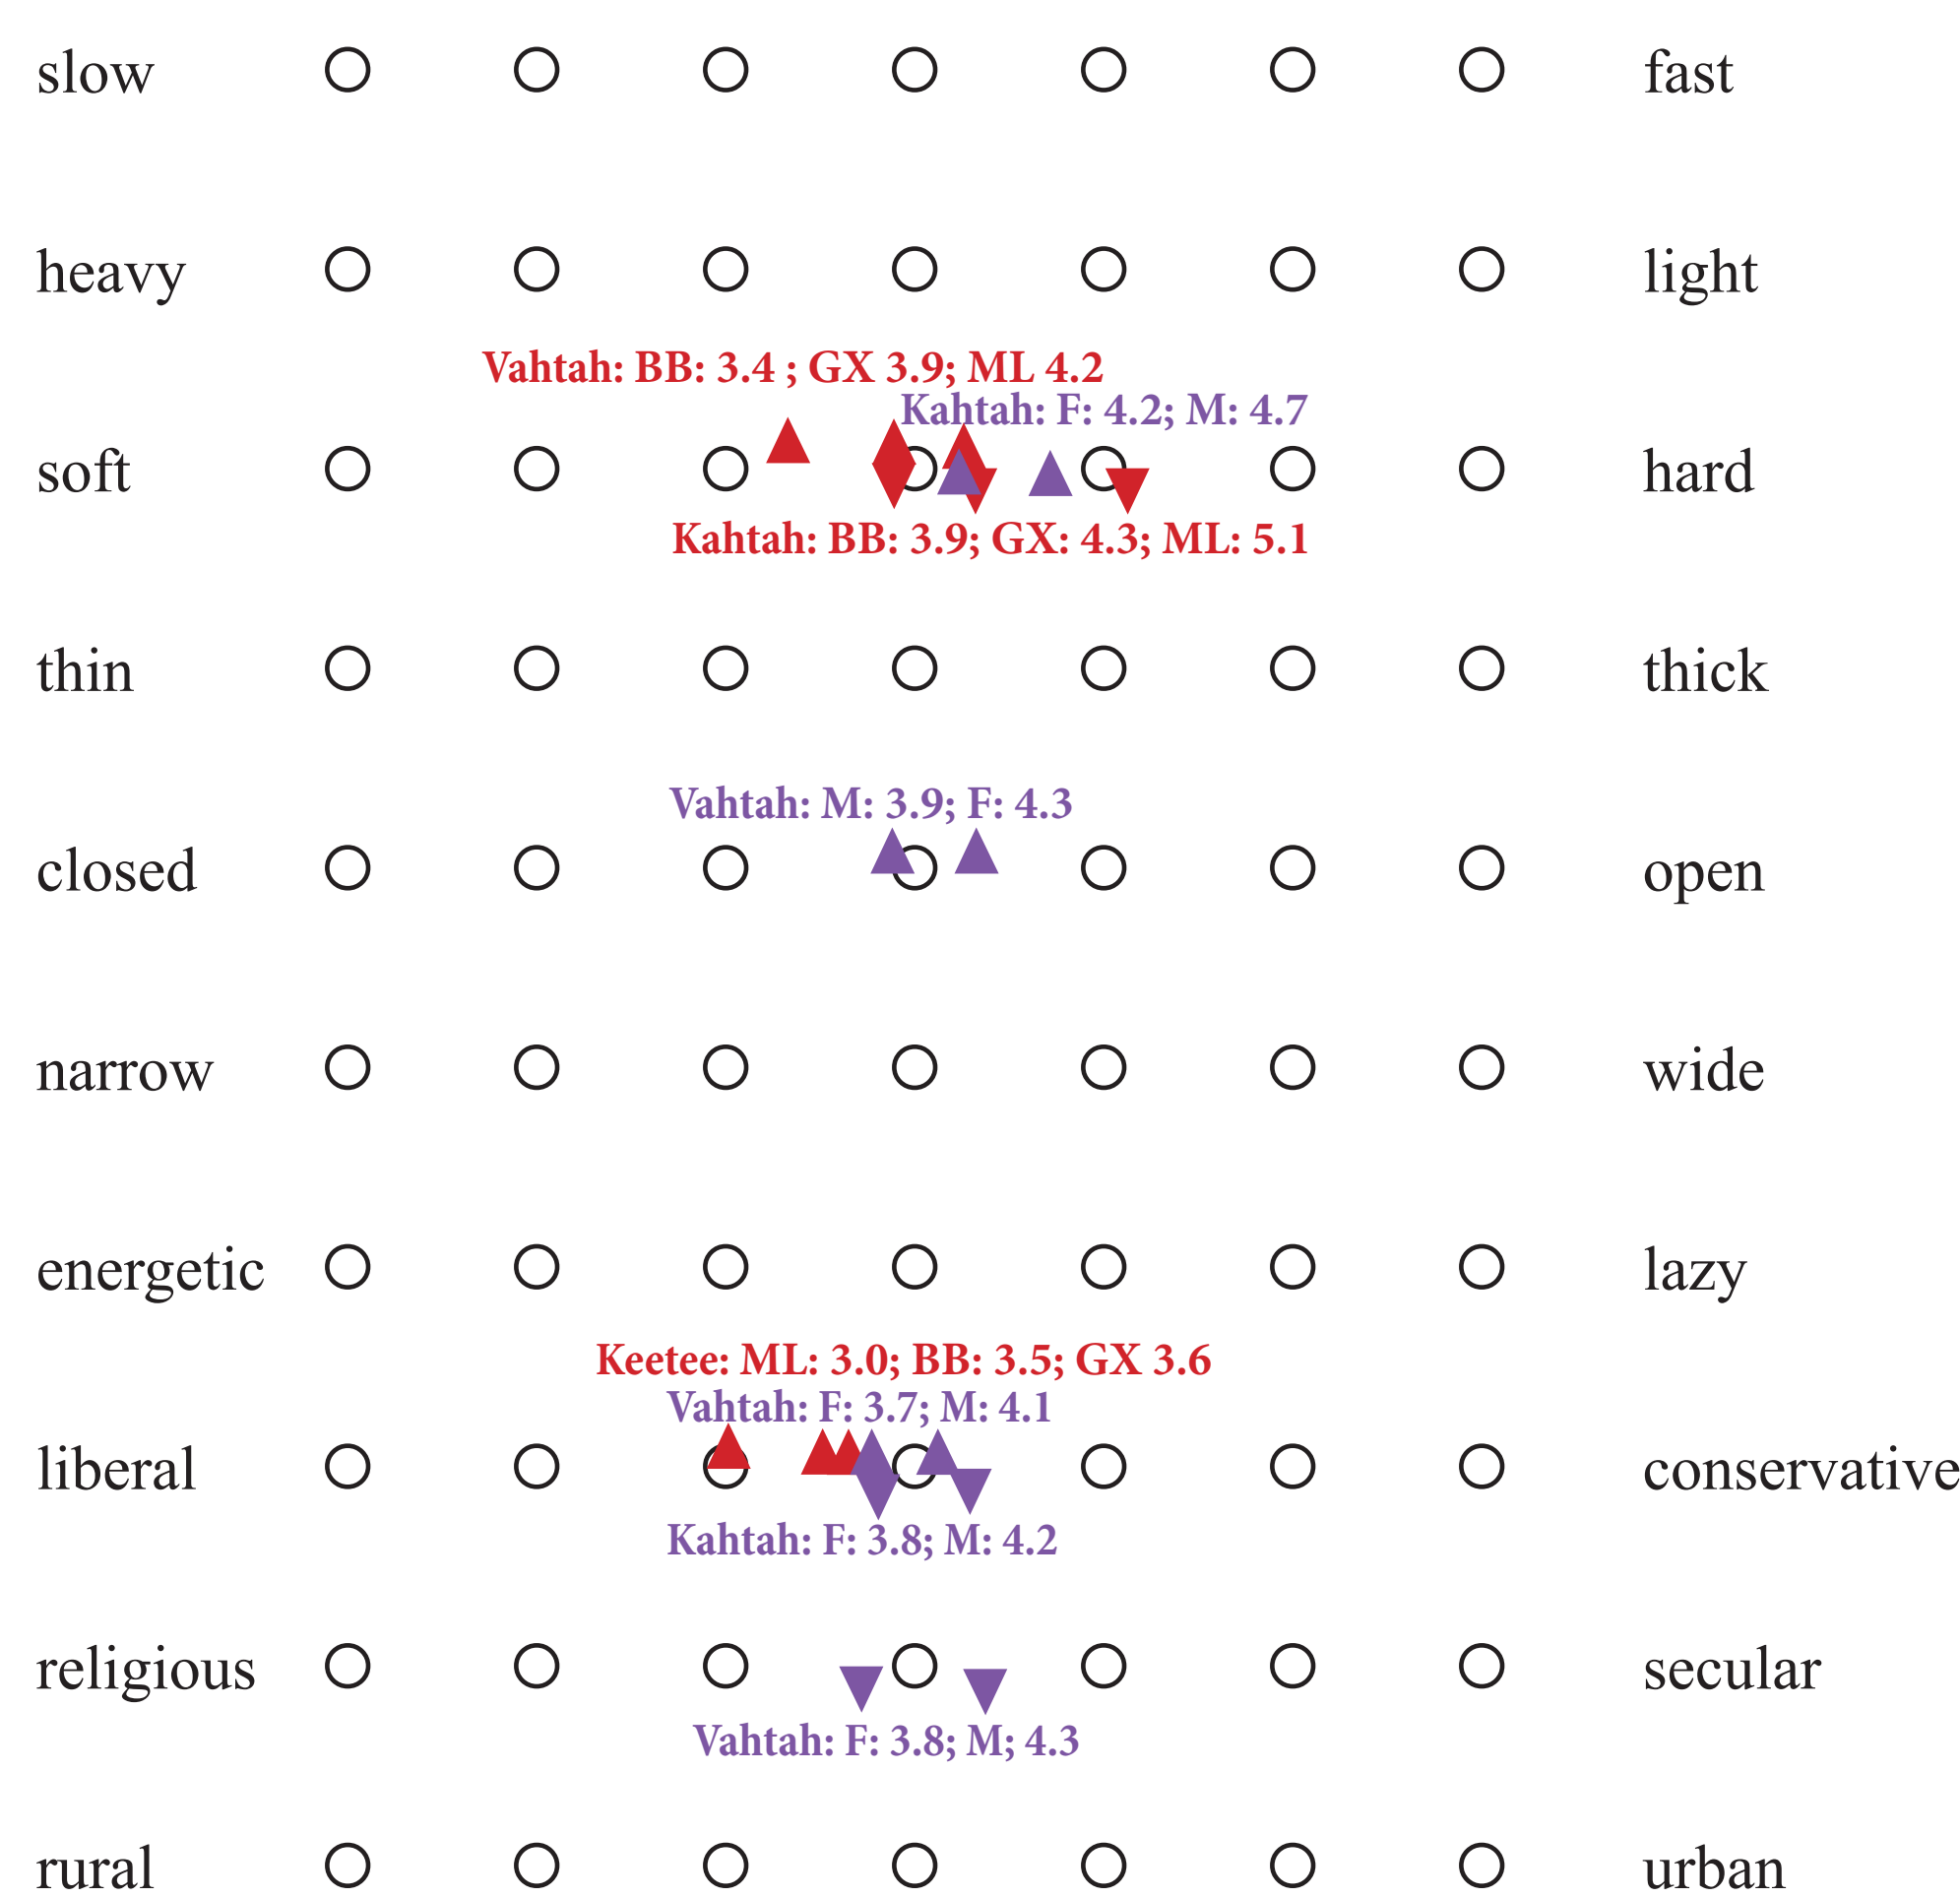 slow fast
heavy light
Vahtah: BB: 3.4 ; GX 3.9; ML 4.2
Kahtah: F: 4.2; M: 4.7
soft hard
Kahtah: BB: 3.9; GX: 4.3; ML: 5.1
thin thick
Vahtah: M: 3.9; F: 4.3
closed open
narrow wide
energetic lazy
Keetee: ML: 3.0; BB: 3.5; GX 3.6
Vahtah: F: 3.7; M: 4.1
liberal conservative
Kahtah: F: 3.8; M: 4.2
religious secular
Vahtah: F: 3.8; M; 4.3
rural urban